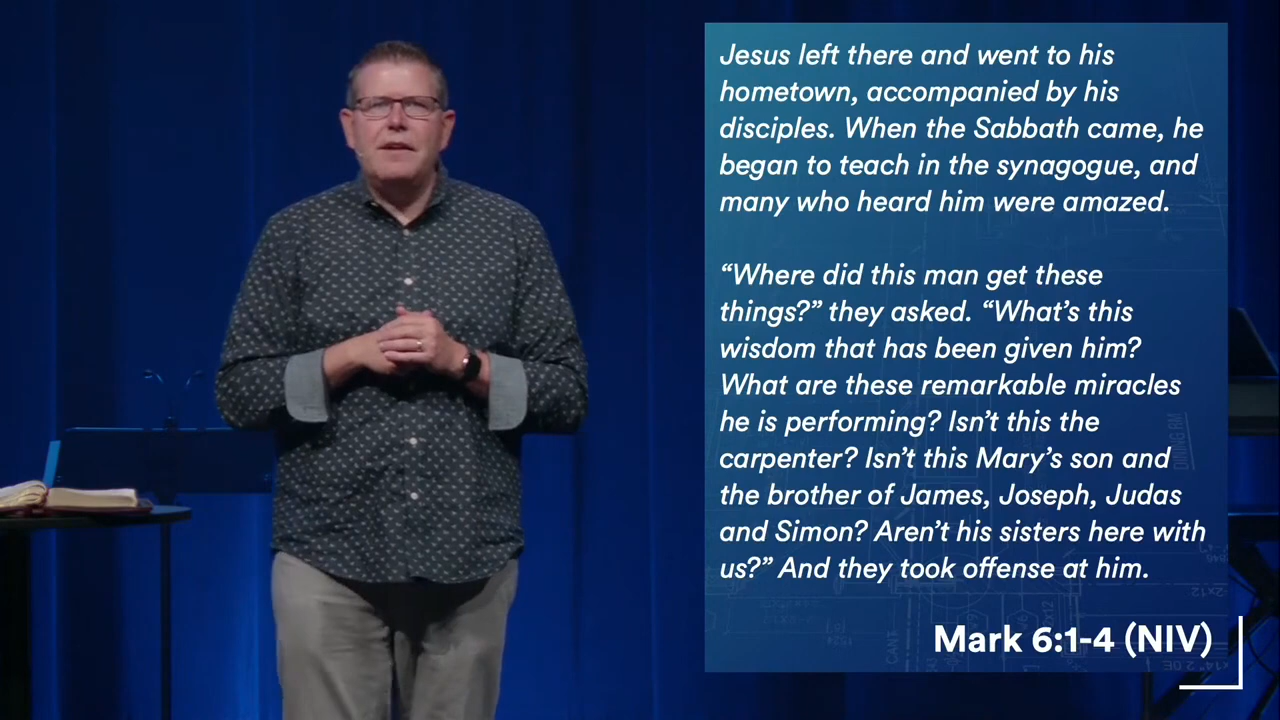 Jesus left there and went to his
hometown, accompanied by his
disciples. When the Sabbath came, he
began to teach in the synagogue, and
many who heard him were amazed.
“Where did this man get these
things?” they asked. “What’s this
wisdom that has been given him?
What are these remarkable miracles
he is performing? Isn’t this the
carpenter? Isn’t this Mary’s son and
the brother of James, Joseph, Judas
and Simon? Aren’t his sisters here with
us?” And they took offense at him.
Mark 6:1-4 (NIV)
DINING RM
2x12